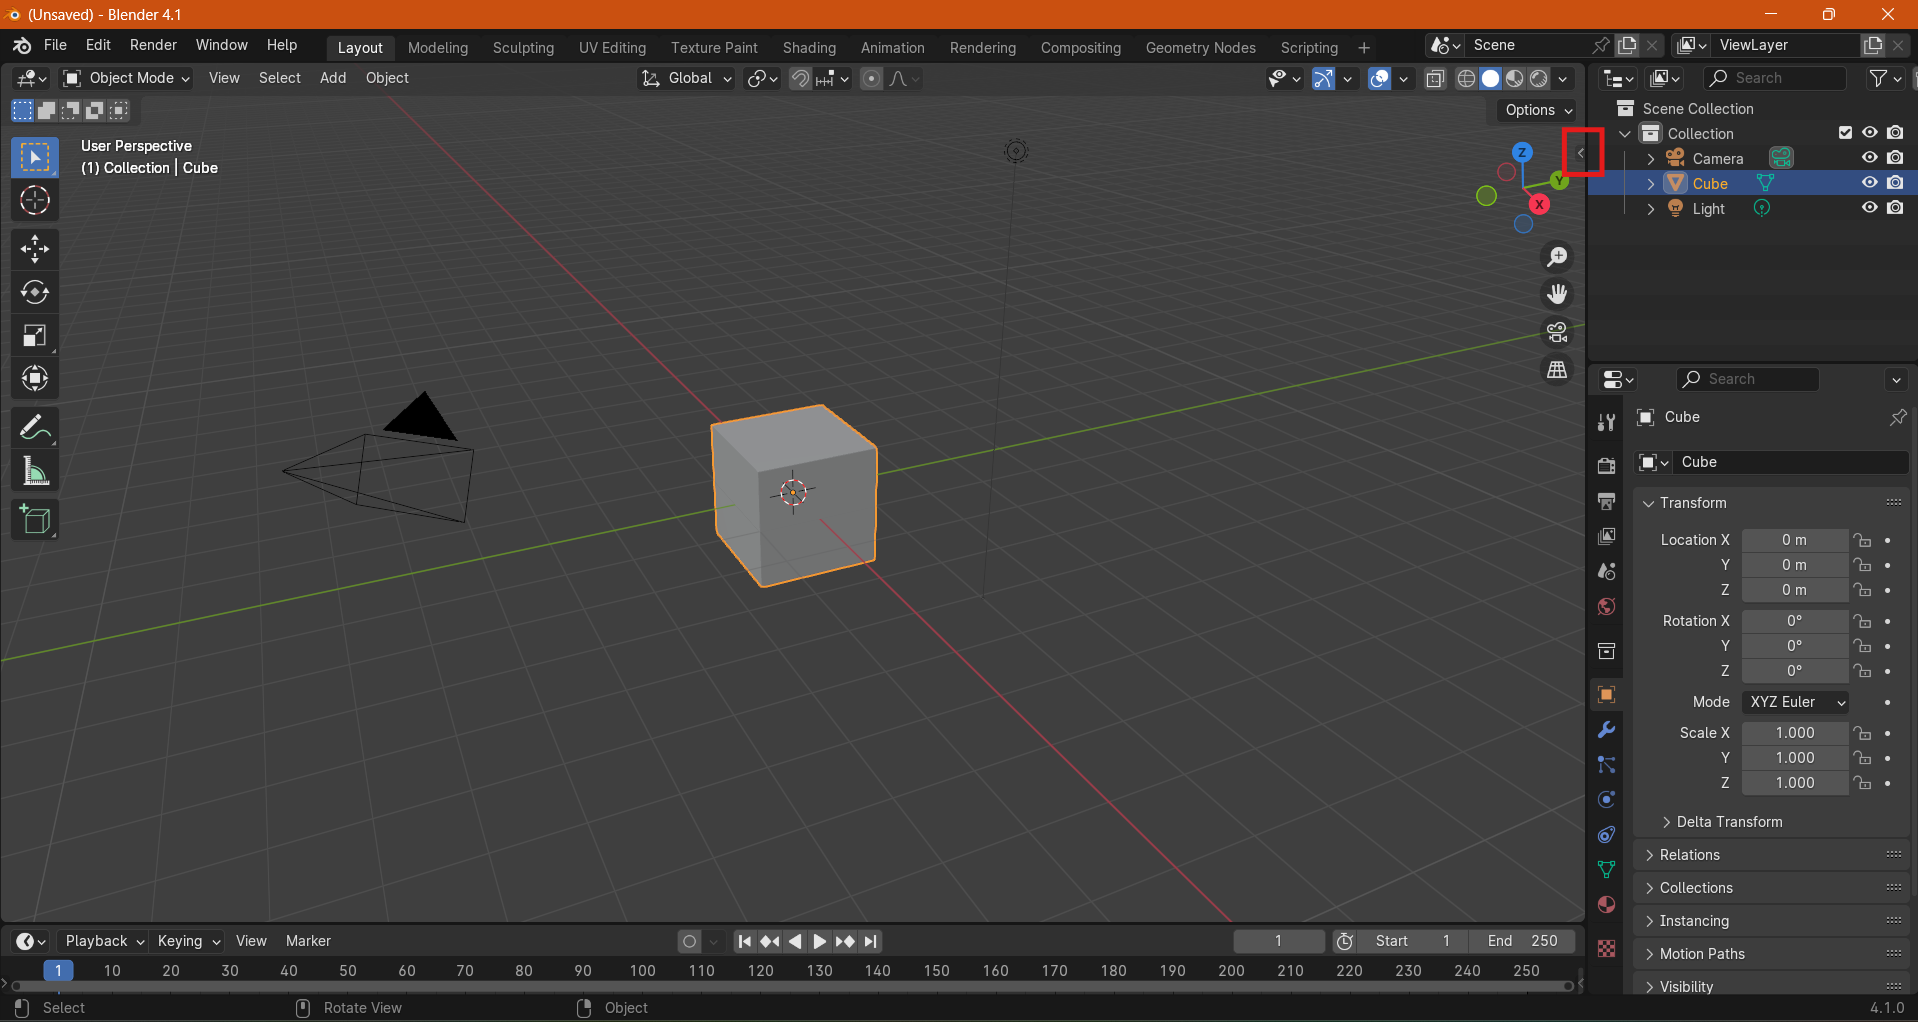 (Unsaved) - Blender 4.1
File Edit Render Window Help Layout Modeling Sculpting UV Editing Texture Paint Shading Animation Rendering Compositing Geometry Nodes Scripting + Scene ViewLayer
Object Mode View Select Add Object Global Search
Options
User Perspective
(1) Collection | Cube
Z
Y
X
Scene Collection
Collection
Camera
Cube
Light
Search
Cube
Cube
Transform
Location X 0 m
Y 0 m
Z 0 m
Rotation X 0°
Y 0°
Z 0°
Mode XYZ Euler
Scale X 1.000
Y 1.000
Z 1.000
Delta Transform
Relations
Collections
Instancing
Motion Paths
Visibility
Playback Keying View Marker 1 Start 1 End 250
1 10 20 30 40 50 60 70 80 90 100 110 120 130 140 150 160 170 180 190 200 210 220 230 240 250
Select Rotate View Object 4.1.0